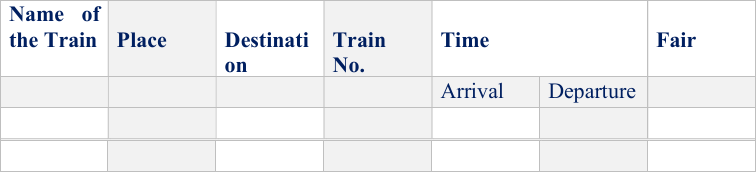 Name of
the Train Place Destinati Train Time Fair
on No.
Arrival Departure